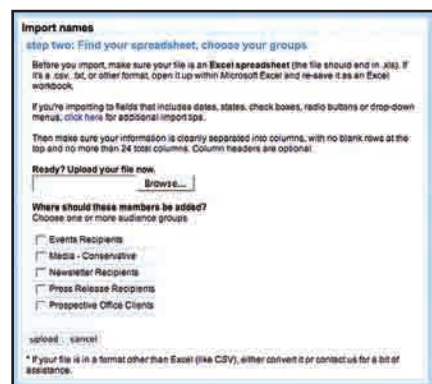 Import names
step two: Find your spreadsheet, choose your groups
Before you import, make sure your file is an Excel spreadsheet (the file should end in .xls). If
it's a .csv, .txt, or other format, open it up within Microsoft Excel and re-save it as an Excel
workbook.
If you're importing to fields that includes dates, states, check boxes, radio buttons or drop-down
menus, click here for additional import tips.
Then make sure your information is clearly separated into columns, with no blank rows at the
top and no more than 24 total columns. Column headers are optional.
Ready? Upload your file now.
Browse...
Where should these members be added?
Choose one or more audience groups
Events Recipients
Media - Conservative
Newsletter Recipients
Press Release Recipients
Prospective Office Clients
upload cancel
* If your file is in a format other than Excel (like CSV), either convert it or contact us for a bit of
assistance.